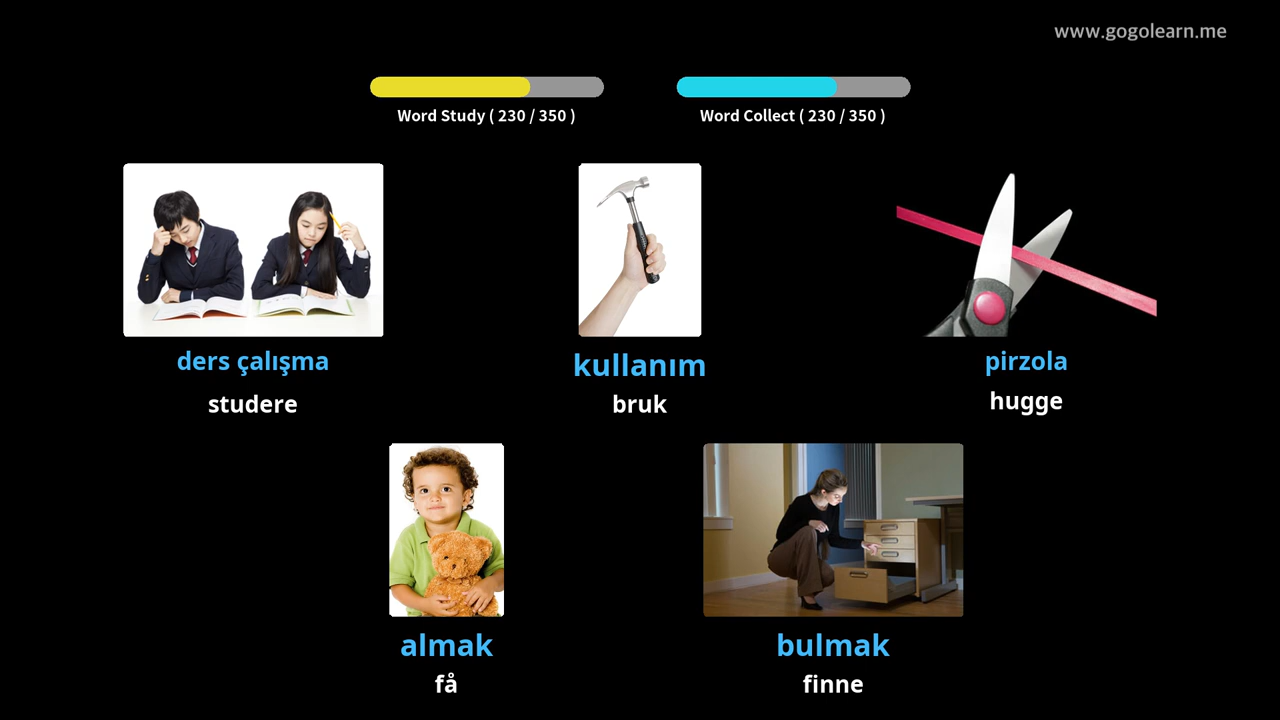 www.gogolearn.me
Word Study ( 230 / 350 )
Word Collect ( 230 / 350 )
ders çalışma
studere
kullanım
bruk
pirzola
hugge
almak
få
bulmak
finne